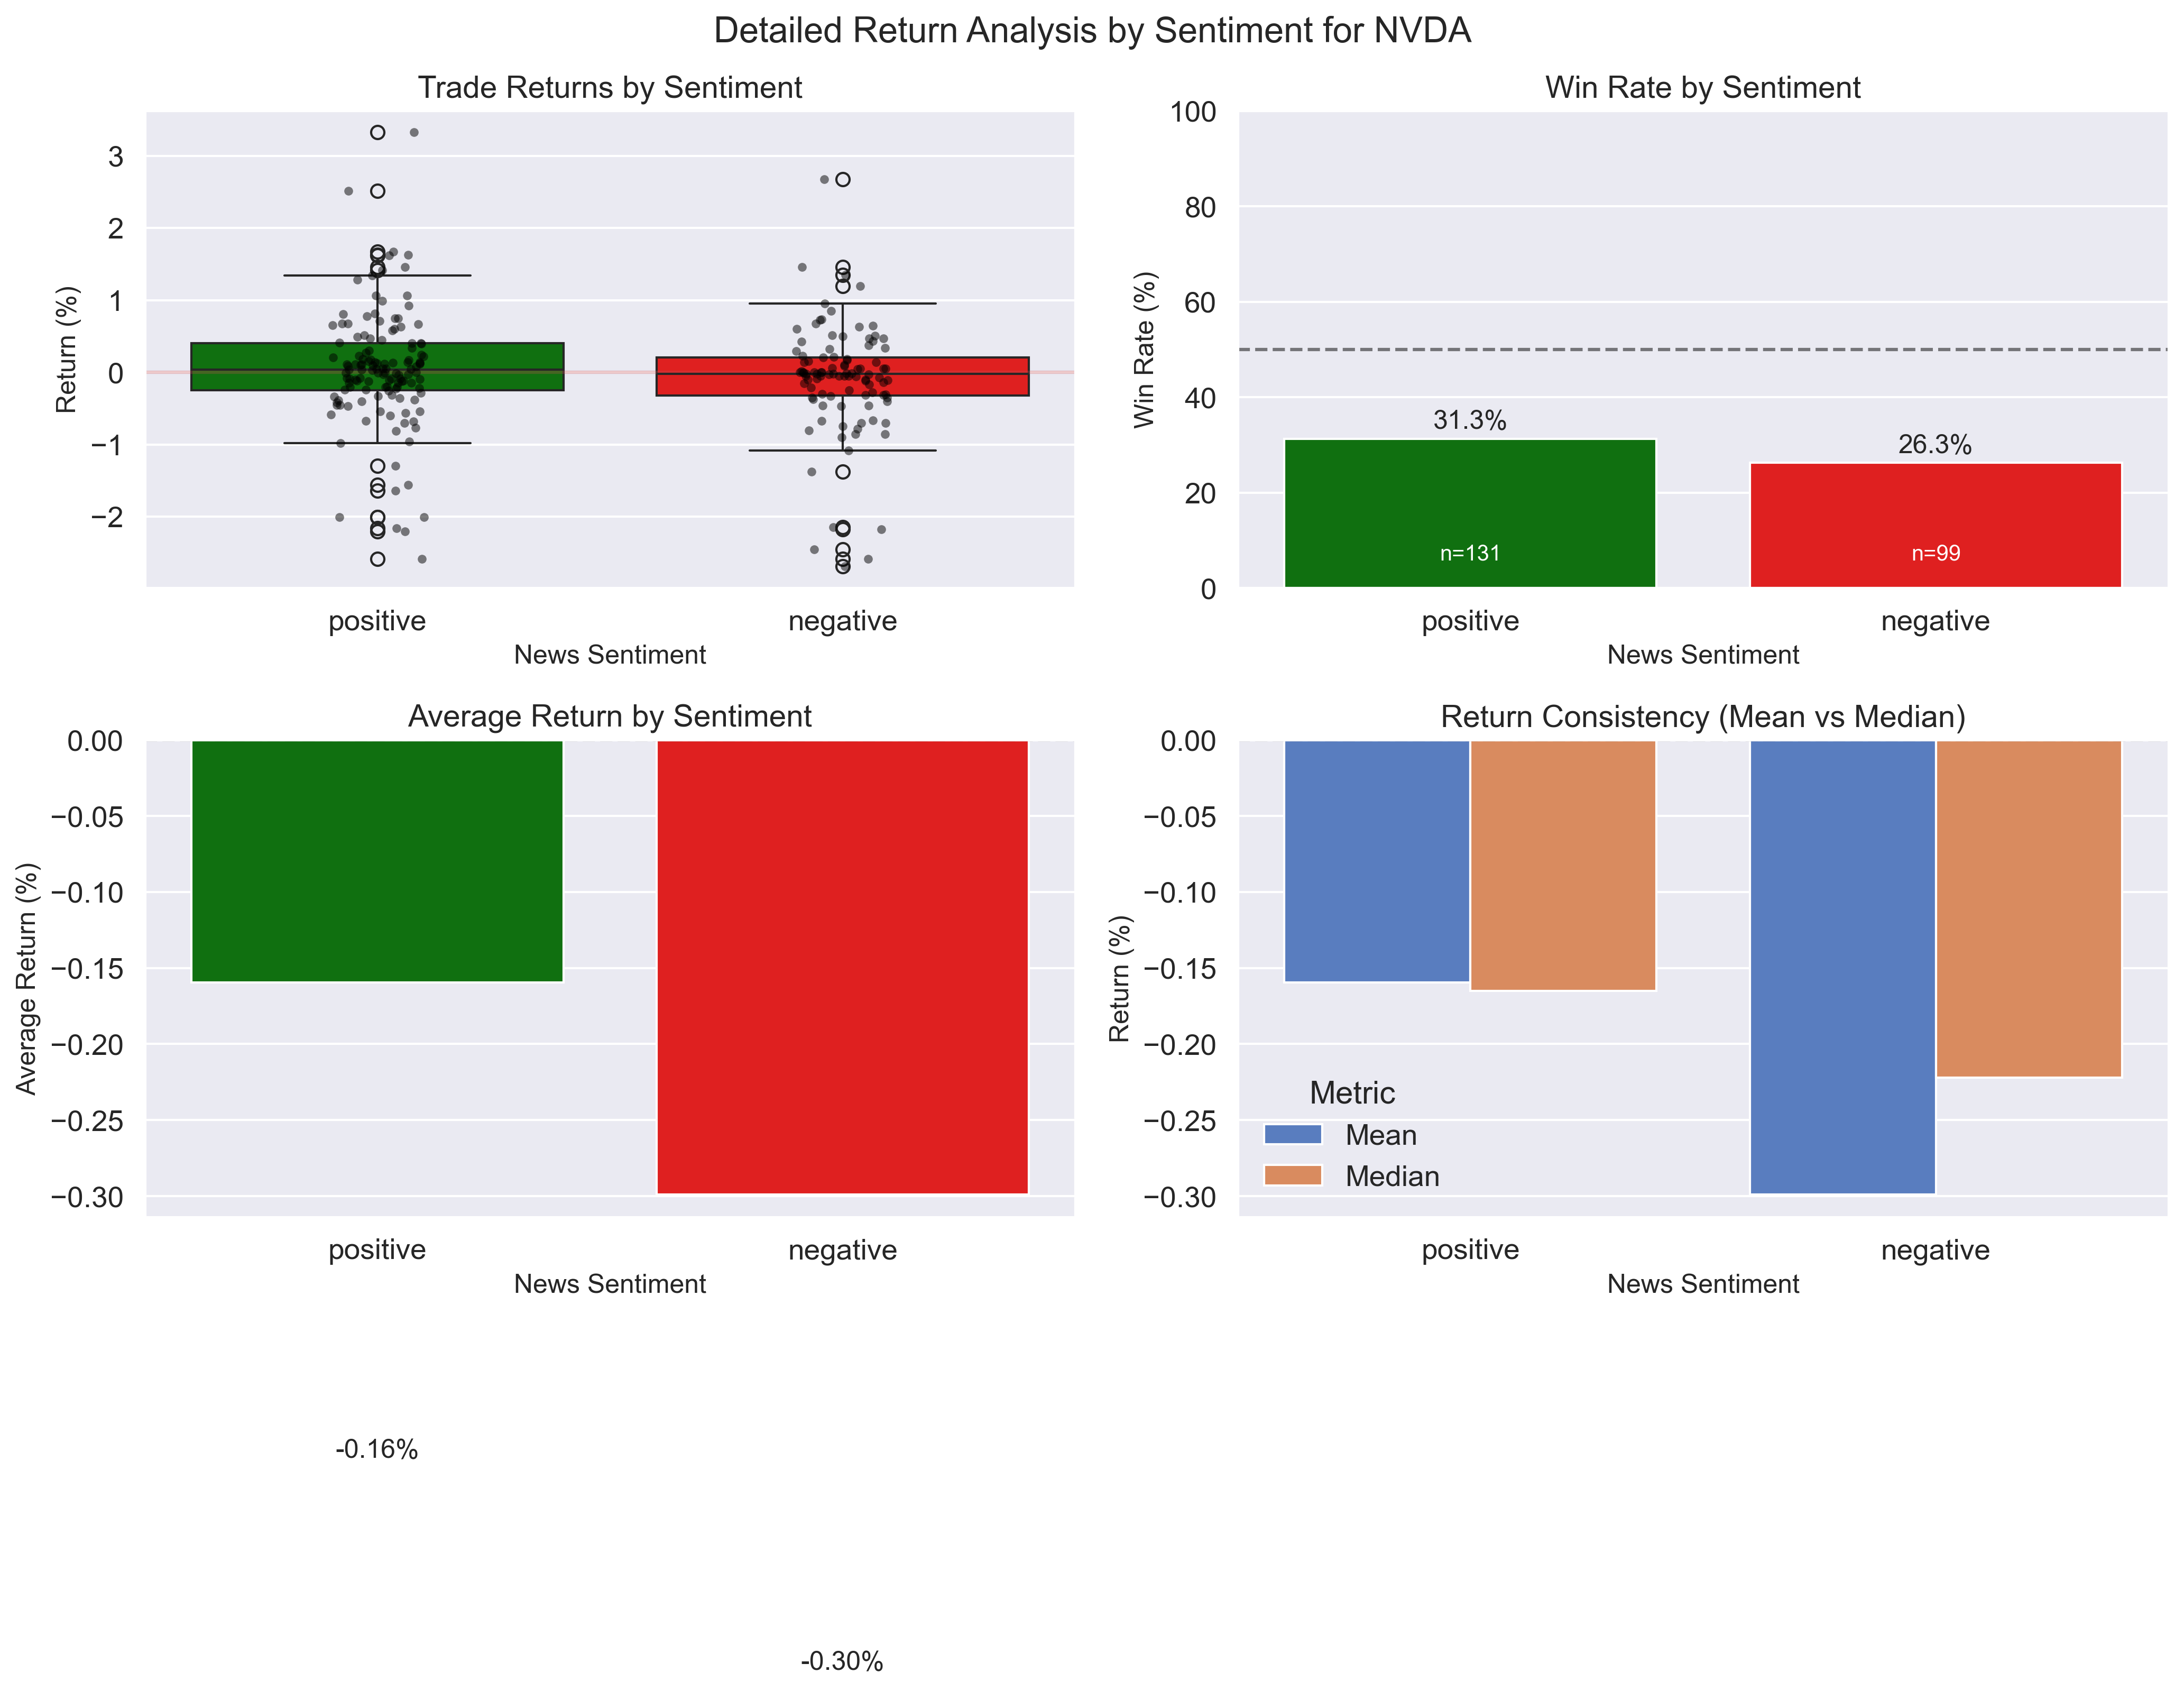 Detailed Return Analysis by Sentiment for NVDA
Trade Returns by Sentiment
Return (%)
3
2
1
0
−1
−2
positive
negative
News Sentiment
Win Rate by Sentiment
Win Rate (%)
100
80
60
40
20
0
31.3%
26.3%
n=131
n=99
positive
negative
News Sentiment
Average Return by Sentiment
Average Return (%)
0.00
−0.05
−0.10
−0.15
−0.20
−0.25
−0.30
positive
negative
News Sentiment
-0.16%
-0.30%
Return Consistency (Mean vs Median)
Return (%)
0.00
−0.05
−0.10
−0.15
−0.20
−0.25
−0.30
Metric
Mean
Median
positive
negative
News Sentiment